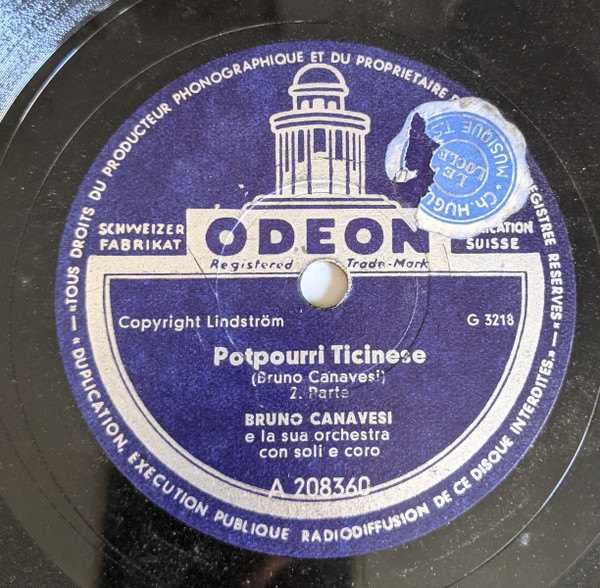 «TOUS DROITS DU PRODUCTEUR PHONOGRAPHIQUE ET DU PROPRIETAIRE
REGISTREE RESERVES»
SCHWEIZER
FABRIKAT
SUISSE
ODEON
Registered Trade-Mark
Copyright Lindström
G 3218
Potpourri Ticinese
(Bruno Canavesi)
2. Parte
BRUNO CANAVESI
e la sua orchestra
con soli e coro
A 208360
«DUPLICATION, EXECUTION PUBLIQUE RADIODIFFUSION DE CE DISQUE INTERDITES.»
MUSIQUE T.S
LE
LOCLE
Ch. HUGU